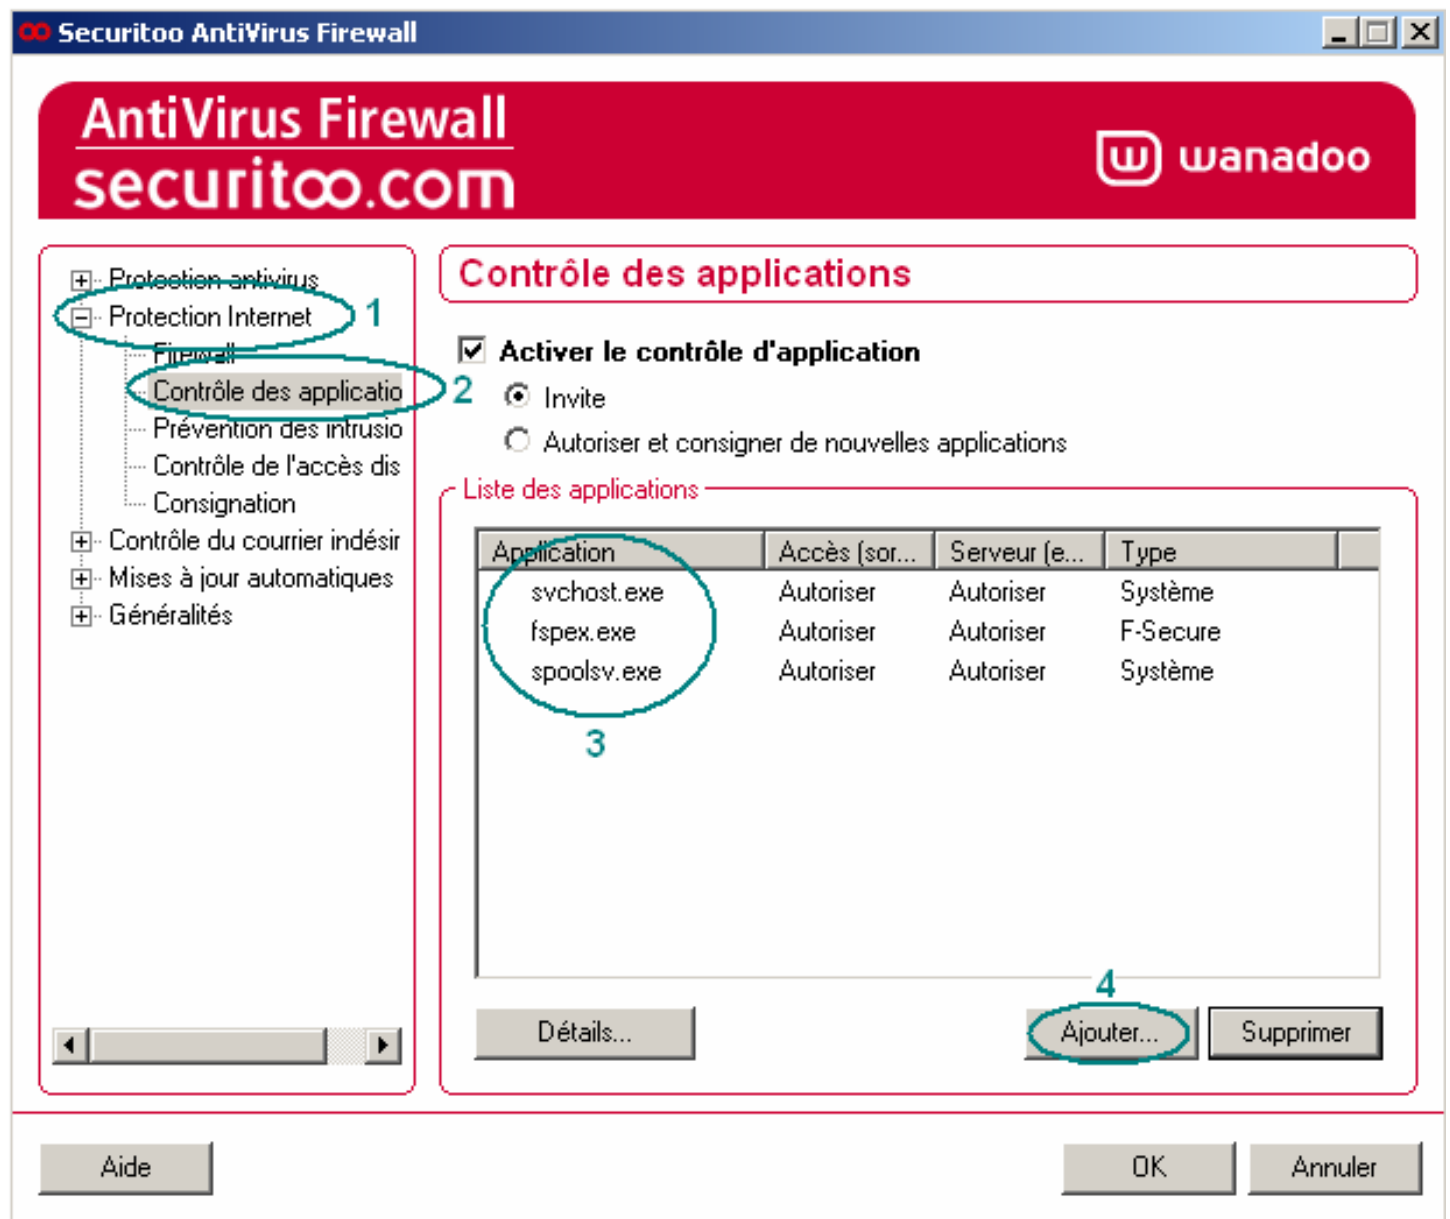 Securitoo AntiVirus Firewall
AntiVirus Firewall
securitoo.com
wanadoo
Protection antivirus
Protection Internet 1
Firewall
Contrôle des applicatio 2
Prévention des intrusio
Contrôle de l'accès dis
Consignation
Contrôle du courrier indésir
Mises à jour automatiques
Généralités
Contrôle des applications
Activer le contrôle d'application
Invite
Autoriser et consigner de nouvelles applications
Liste des applications
Application Accès (sor... Serveur (e... Type
svchost.exe Autoriser Autoriser Système
fspex.exe Autoriser Autoriser F-Secure
spoolsv.exe Autoriser Autoriser Système
3
4
Détails... Ajouter... Supprimer
Aide OK Annuler